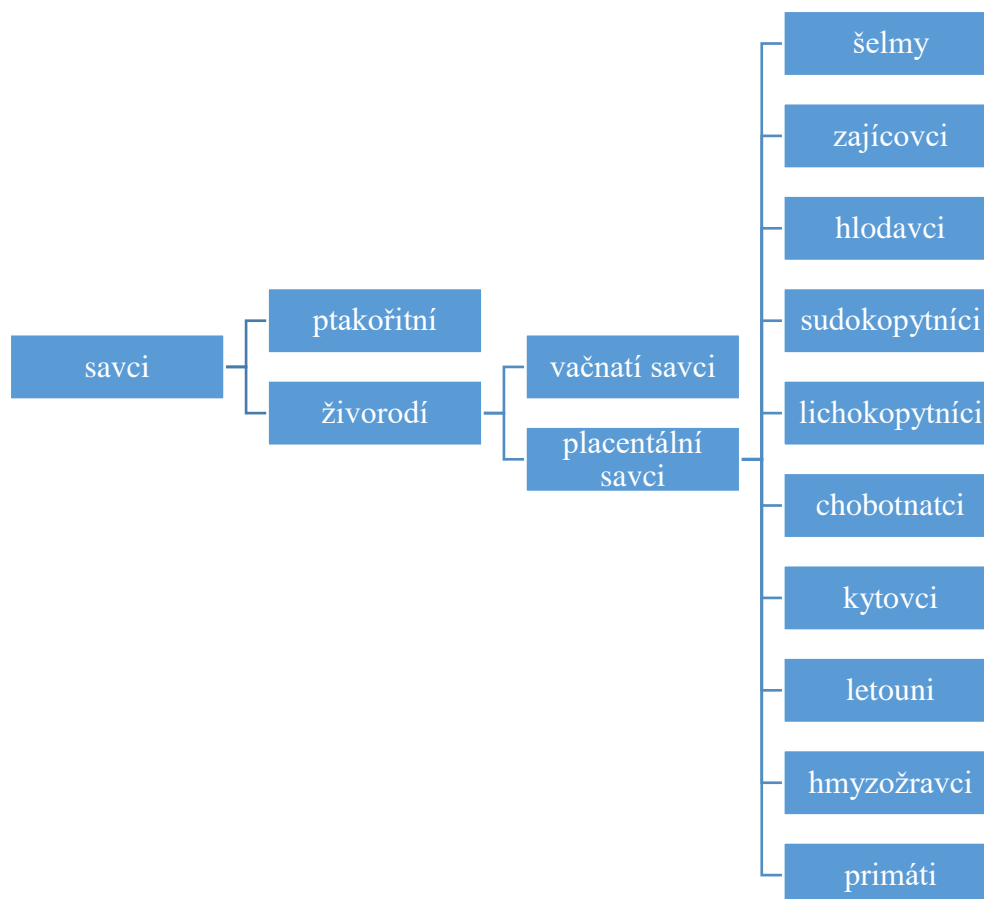 savci
ptakořitní
živorodí
vačnatí savci
placentální
savci
šelmy
zajícovci
hlodavci
sudokopytníci
lichokopytníci
chobotnatci
kytovci
letouni
hmyzožravci
primáti